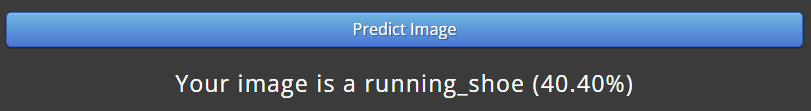 Predict Image
Your image is a running_shoe (40.40%)